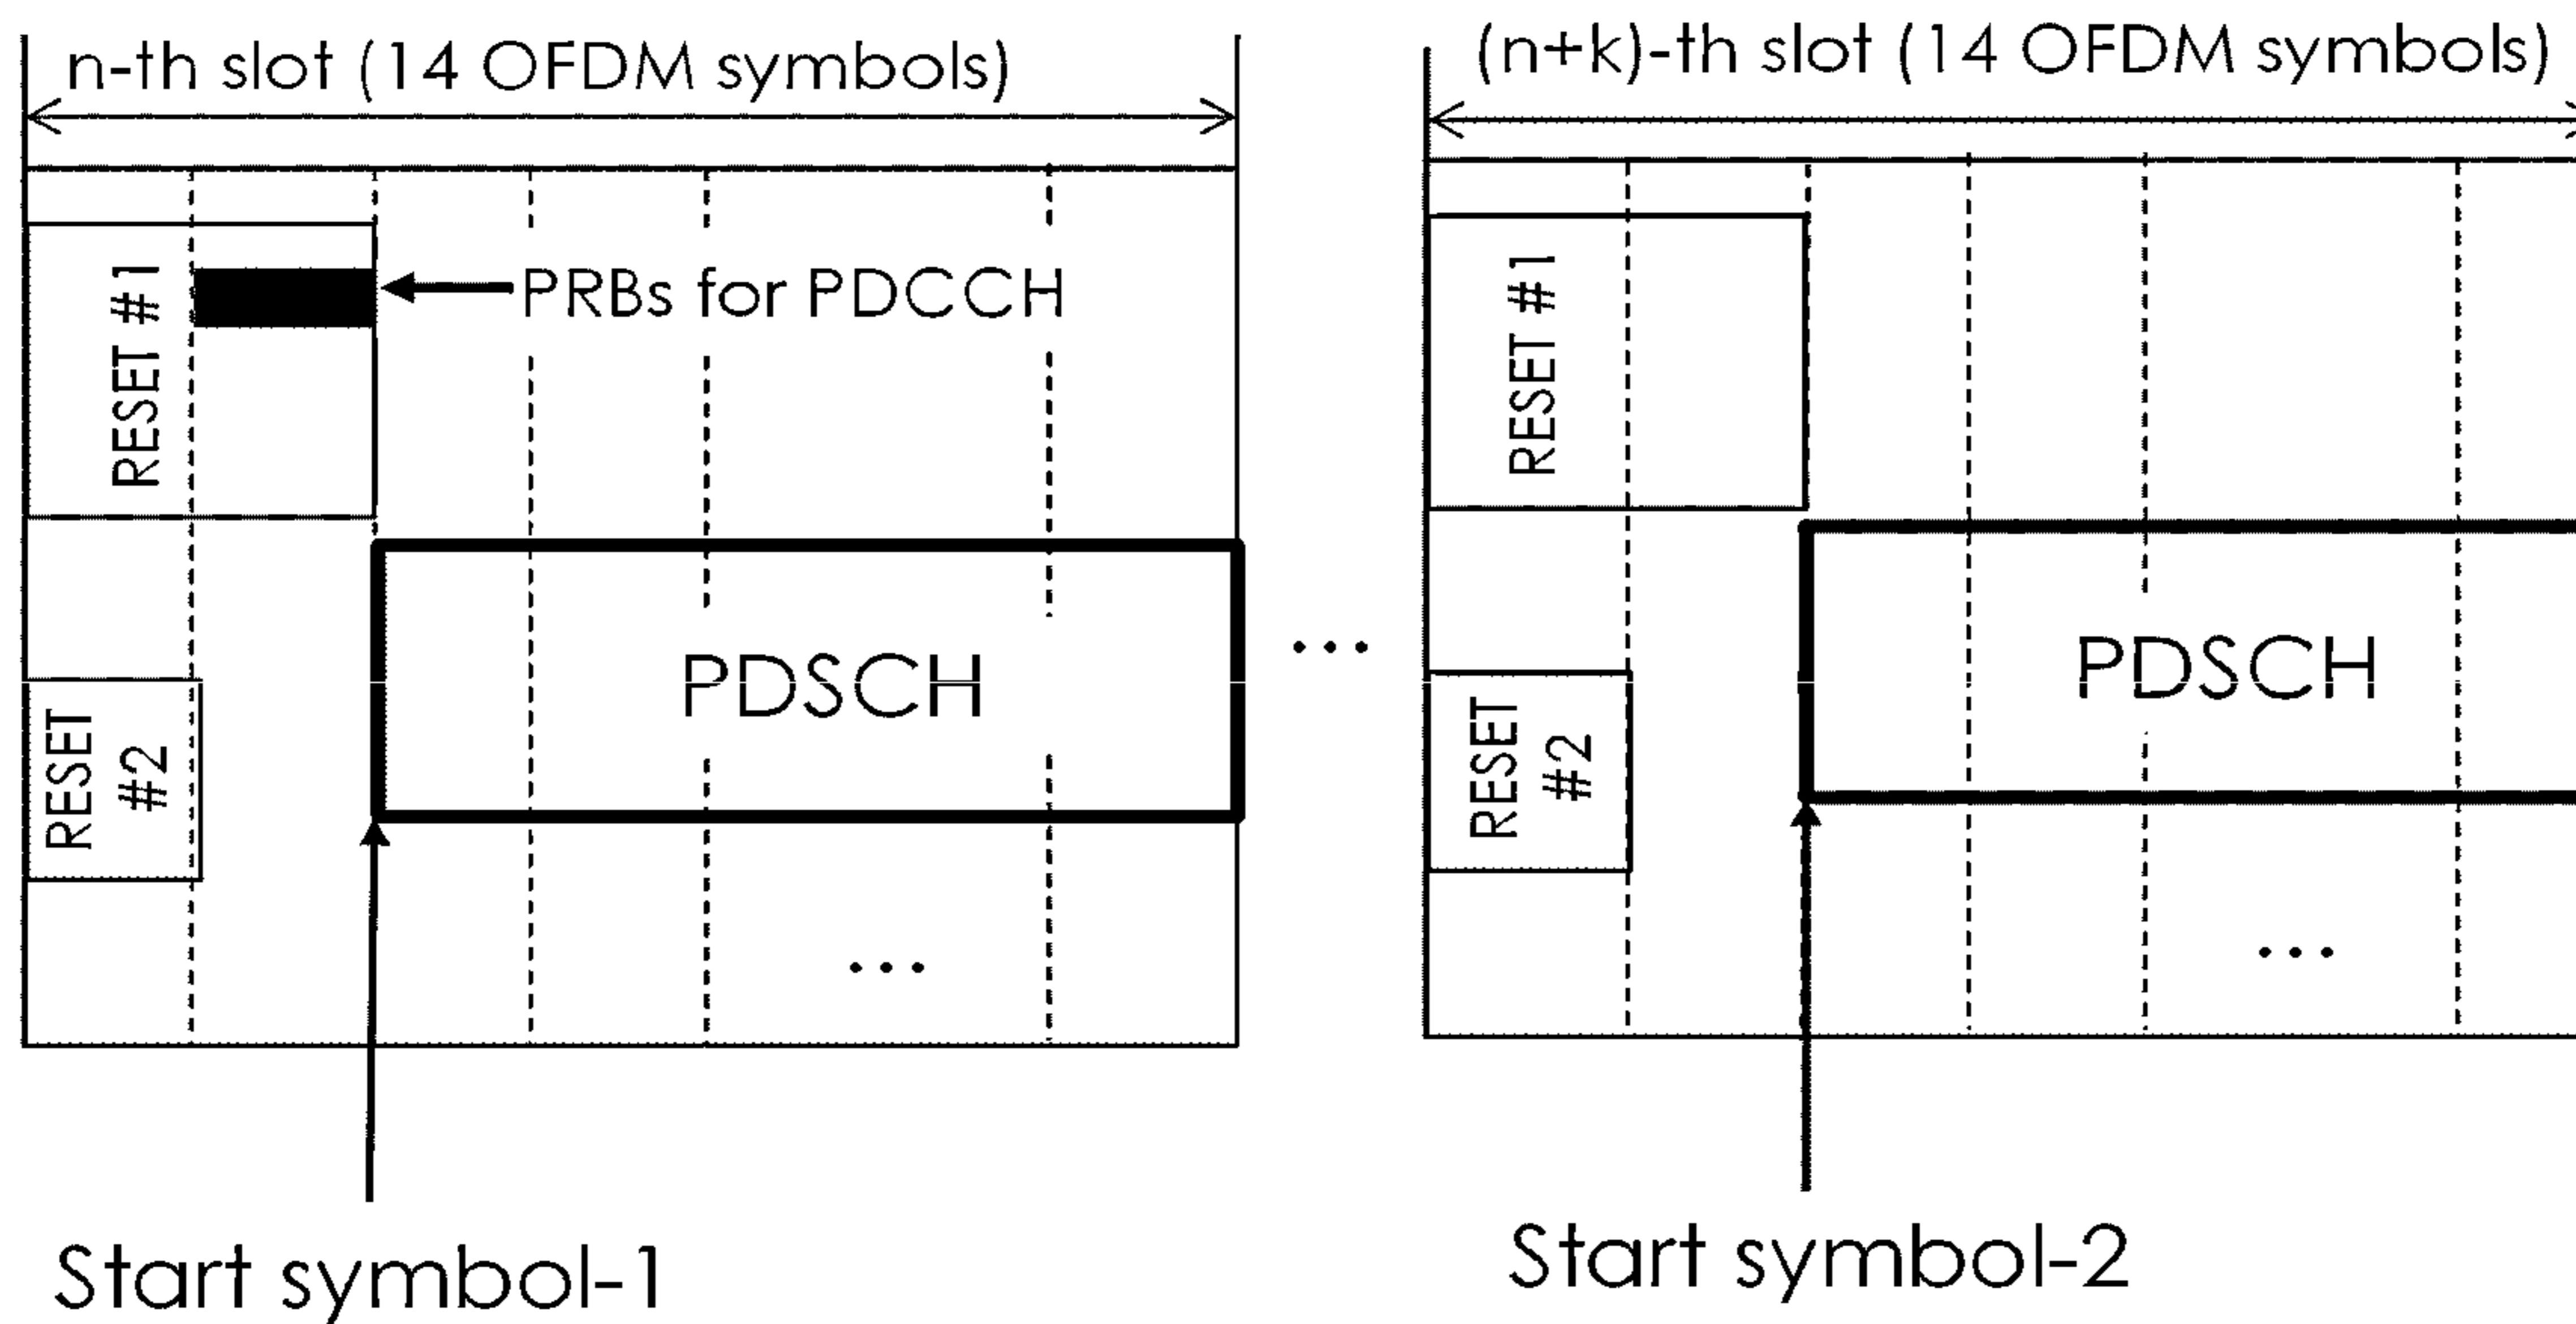 n-th slot (14 OFDM symbols)
(n+k)-th slot (14 OFDM symbols)
RESET #1
PRBs for PDCCH
RESET #1
PDSCH
...
PDSCH
RESET
#2
RESET
#2
...
...
Start symbol-1
Start symbol-2